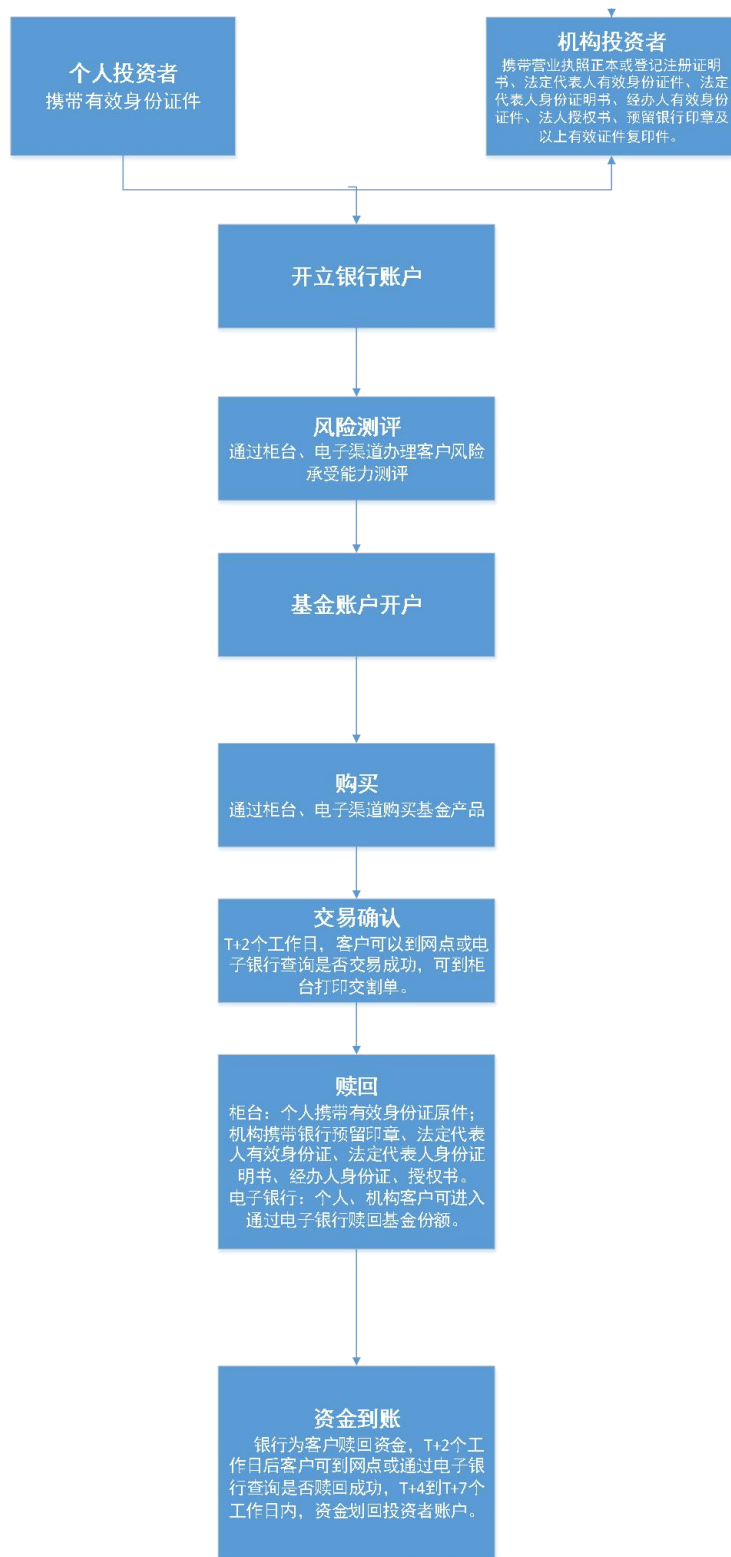 个人投资者
携带有效身份证件
机构投资者
携带营业执照正本或登记注册证明
书、法定代表人有效身份证件、法定
代表人身份证明书、经办人有效身份
证件、法人授权书、预留银行印章及
以上有效证件复印件。
开立银行账户
风险测评
通过柜台、电子渠道办理客户风险
承受能力测评
基金账户开户
购买
通过柜台、电子渠道购买基金产品
交易确认
T+2个工作日，客户可以到网点或电
子银行查询是否交易成功，可到柜
台打印交割单。
赎回
柜台：个人携带有效身份证原件；
机构携带银行预留印章、法定代表
人有效身份证、法定代表人身份证
明书、经办人身份证、授权书。
电子银行：个人、机构客户可进入
通过电子银行赎回基金份额。
资金到账
银行为客户赎回资金，T+2个工
作日后客户可到网点或通过电子银
行查询是否赎回成功，T+4到T+7个
工作日内，资金划回投资者账户。